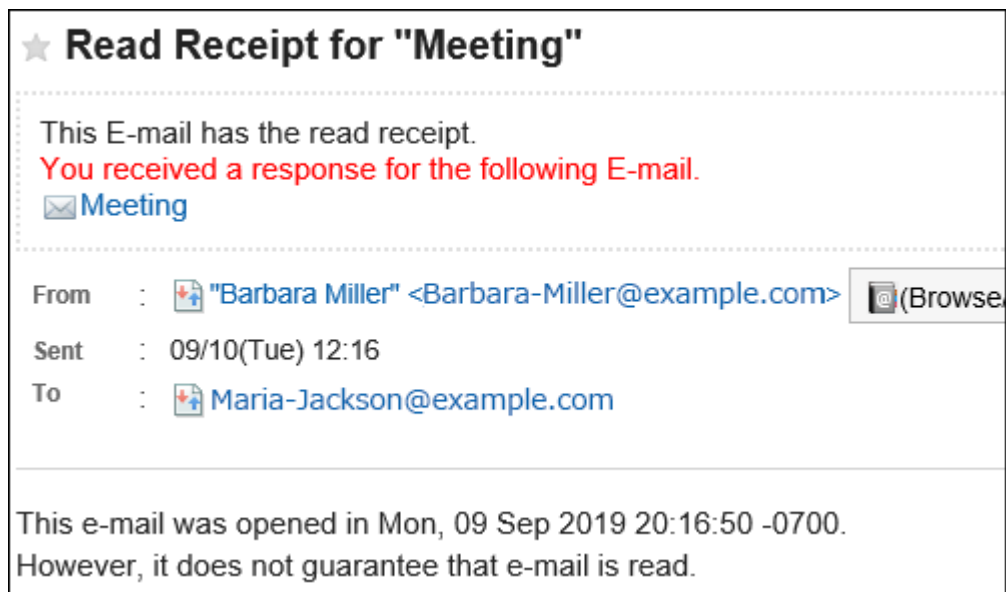 Read Receipt for "Meeting"
This E-mail has the read receipt.
You received a response for the following E-mail.
Meeting
From : "Barbara Miller" <Barbara-Miller@example.com> (Browse
Sent : 09/10(Tue) 12:16
To : Maria-Jackson@example.com
This e-mail was opened in Mon, 09 Sep 2019 20:16:50 -0700.
However, it does not guarantee that e-mail is read.